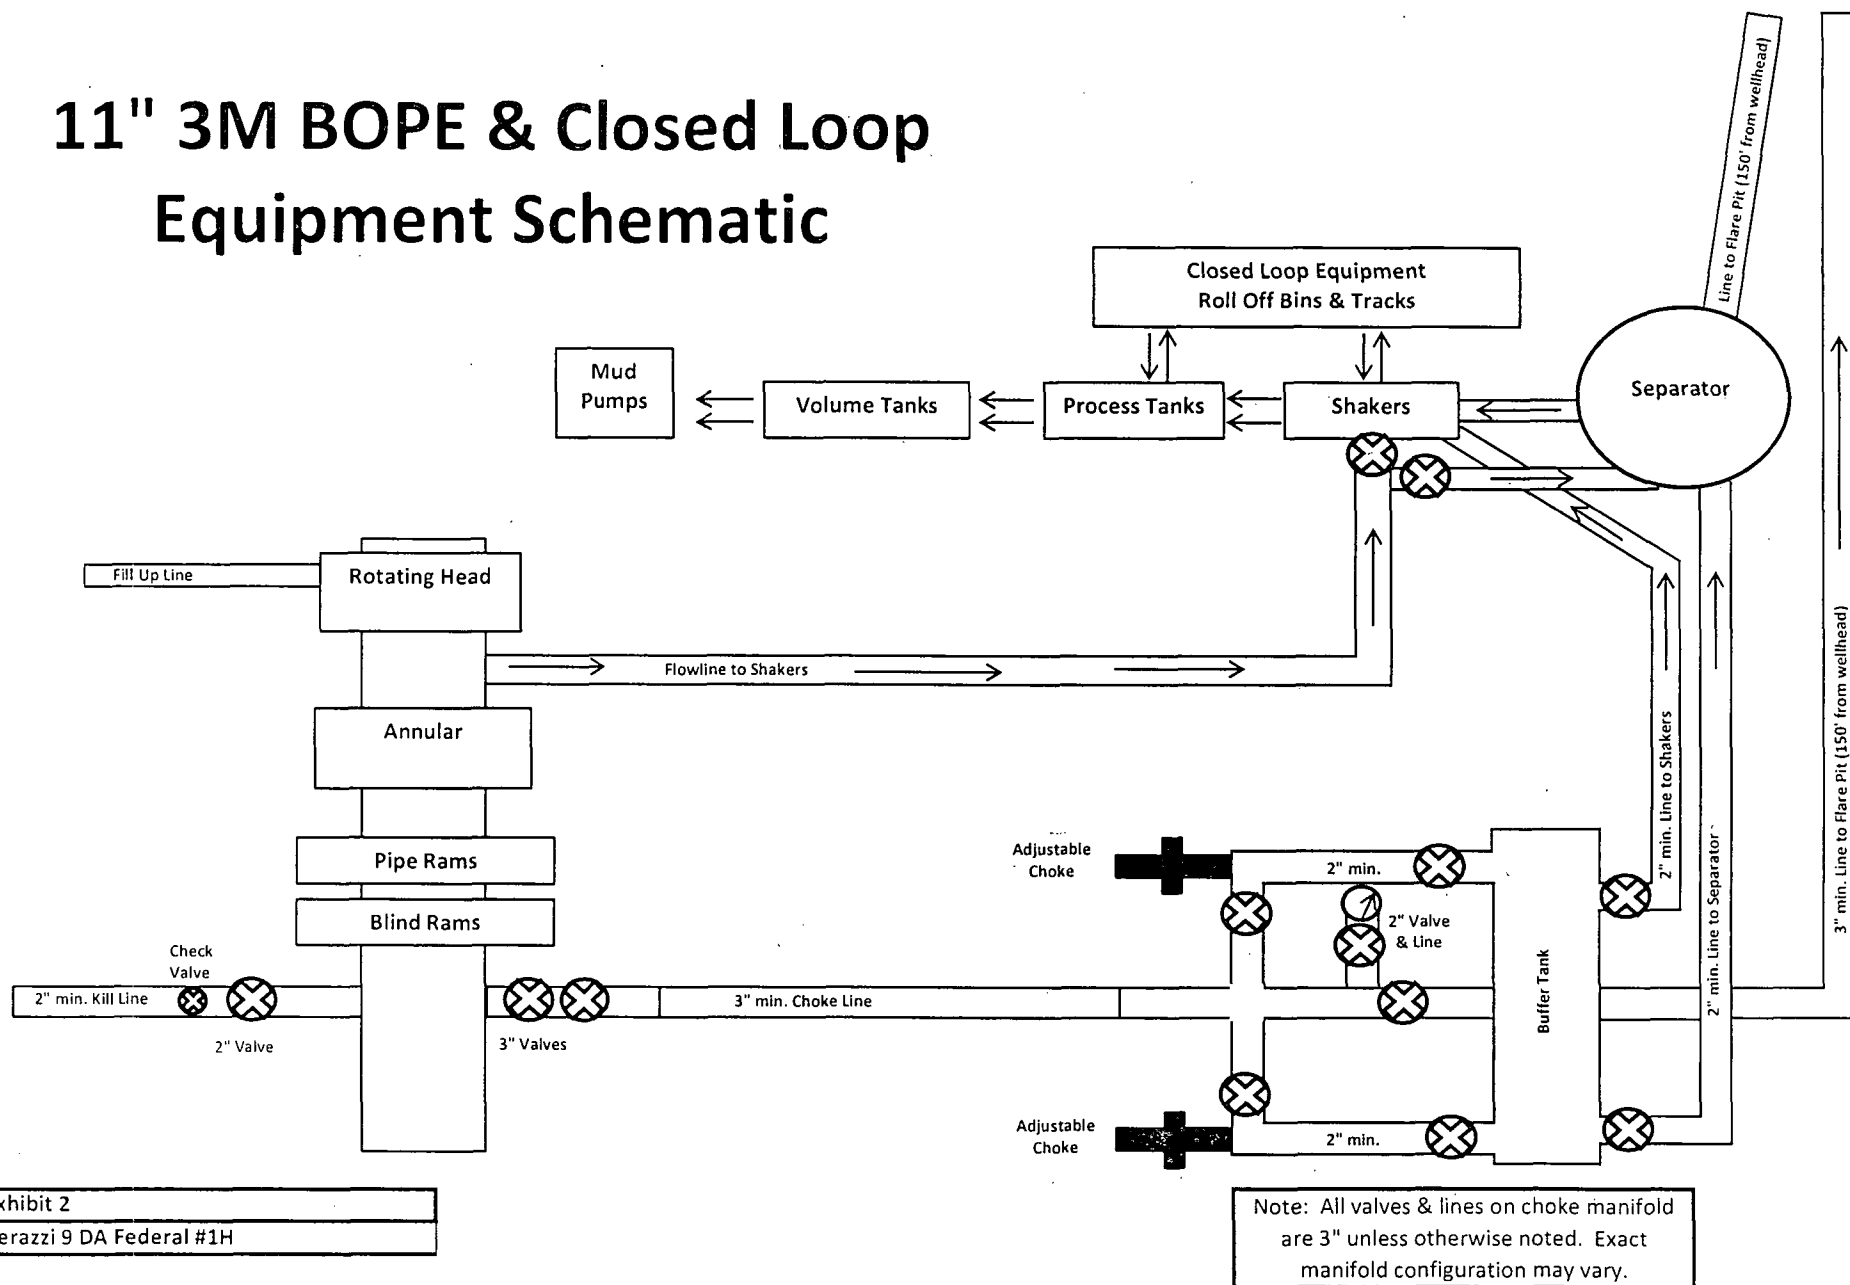 11" 3M BOPE & Closed Loop
Equipment Schematic
Line to Flare Pit (150' from wellhead)
Closed Loop Equipment
Roll Off Bins & Tracks
Mud
Pumps
Volume Tanks
Process Tanks
Shakers
Separator
Fill Up Line
Rotating Head
Flowline to Shakers
Annular
Pipe Rams
Blind Rams
Check
Valve
2" min. Kill Line
2" Valve
3" Valves
3" min. Choke Line
Adjustable
Choke
2" min.
2" Valve
& Line
Buffer Tank
Adjustable
Choke
2" min.
2" min. Line to Shakers
2" min. Line to Separator
3" min. Line to Flare Pit (150' from wellhead)
xhibit 2
erazzi 9 DA Federal #1H
Note: All valves & lines on choke manifold
are 3" unless otherwise noted. Exact
manifold configuration may vary.